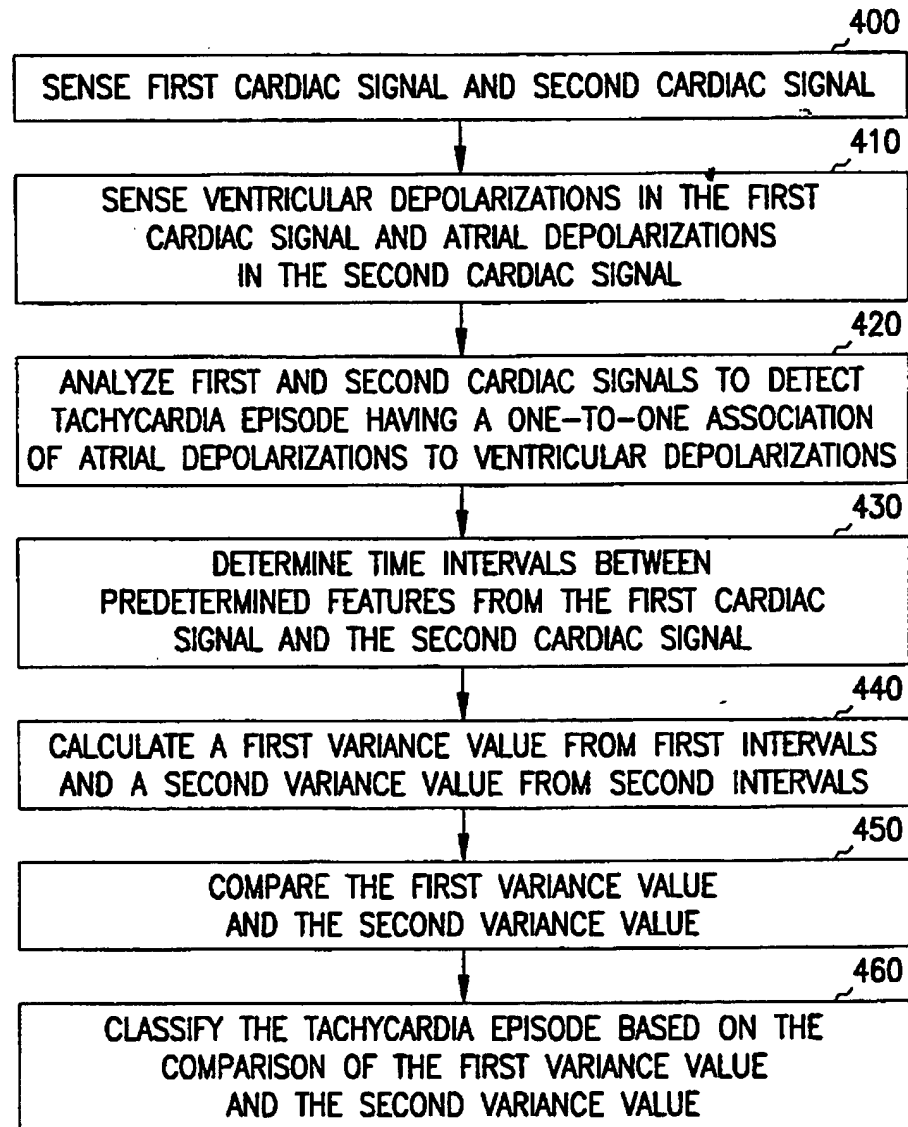 400
SENSE FIRST CARDIAC SIGNAL AND SECOND CARDIAC SIGNAL
410
SENSE VENTRICULAR DEPOLARIZATIONS IN THE FIRST
CARDIAC SIGNAL AND ATRIAL DEPOLARIZATIONS
IN THE SECOND CARDIAC SIGNAL
420
ANALYZE FIRST AND SECOND CARDIAC SIGNALS TO DETECT
TACHYCARDIA EPISODE HAVING A ONE-TO-ONE ASSOCIATION
OF ATRIAL DEPOLARIZATIONS TO VENTRICULAR DEPOLARIZATIONS
430
DETERMINE TIME INTERVALS BETWEEN
PREDETERMINED FEATURES FROM THE FIRST CARDIAC
SIGNAL AND THE SECOND CARDIAC SIGNAL
440
CALCULATE A FIRST VARIANCE VALUE FROM FIRST INTERVALS
AND A SECOND VARIANCE VALUE FROM SECOND INTERVALS
450
COMPARE THE FIRST VARIANCE VALUE
AND THE SECOND VARIANCE VALUE
460
CLASSIFY THE TACHYCARDIA EPISODE BASED ON THE
COMPARISON OF THE FIRST VARIANCE VALUE
AND THE SECOND VARIANCE VALUE